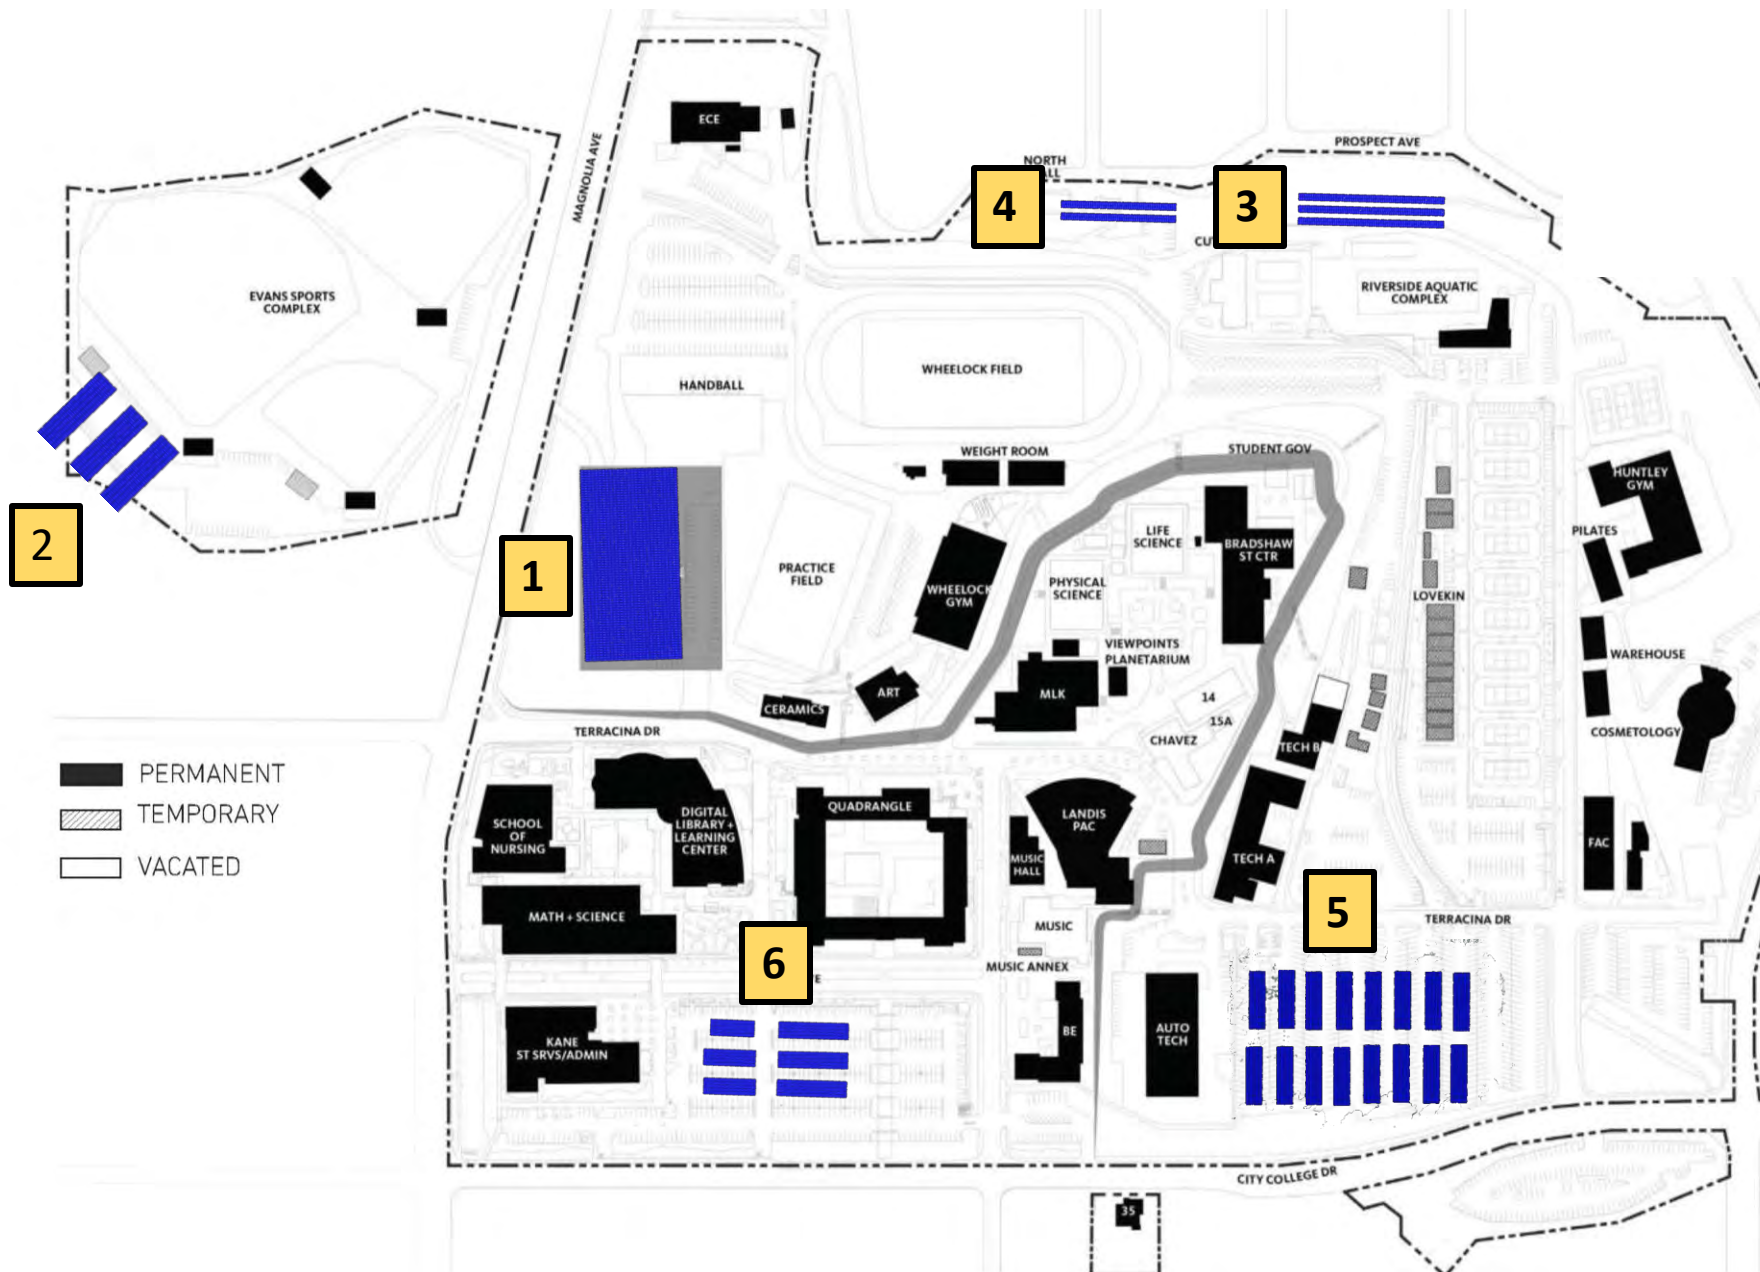 ECE
MAGNOLIA AVE
PROSPECT AVE
NORTH
4
3
EVANS SPORTS
COMPLEX
RIVERSIDE AQUATIC
COMPLEX
WHEELOCK FIELD
HANDBALL
WEIGHT ROOM
STUDENT GOV
HUNTLEY
GYM
2
1
PRACTICE
FIELD
WHEELOCK
GYM
LIFE
SCIENCE
PHYSICAL
SCIENCE
BRADSHAW
ST CTR
PILATES
LOVEKIN
VIEWPOINTS
PLANETARIUM
WAREHOUSE
MLK
ART
CERAMICS
14
15A
CHAVEZ
TECH B
COSMETOLOGY
TERRACINA DR
PERMANENT
TEMPORARY
VACATED
SCHOOL
OF
NURSING
DIGITAL
LIBRARY +
LEARNING
CENTER
QUADRANGLE
LANDIS
PAC
MUSIC
HALL
TECH A
FAC
MATH + SCIENCE
MUSIC
5
TERRACINA DR
6
MUSIC ANNEX
KANE
ST SRVS/ADMIN
BE
AUTO
TECH
CITY COLLEGE DR
35